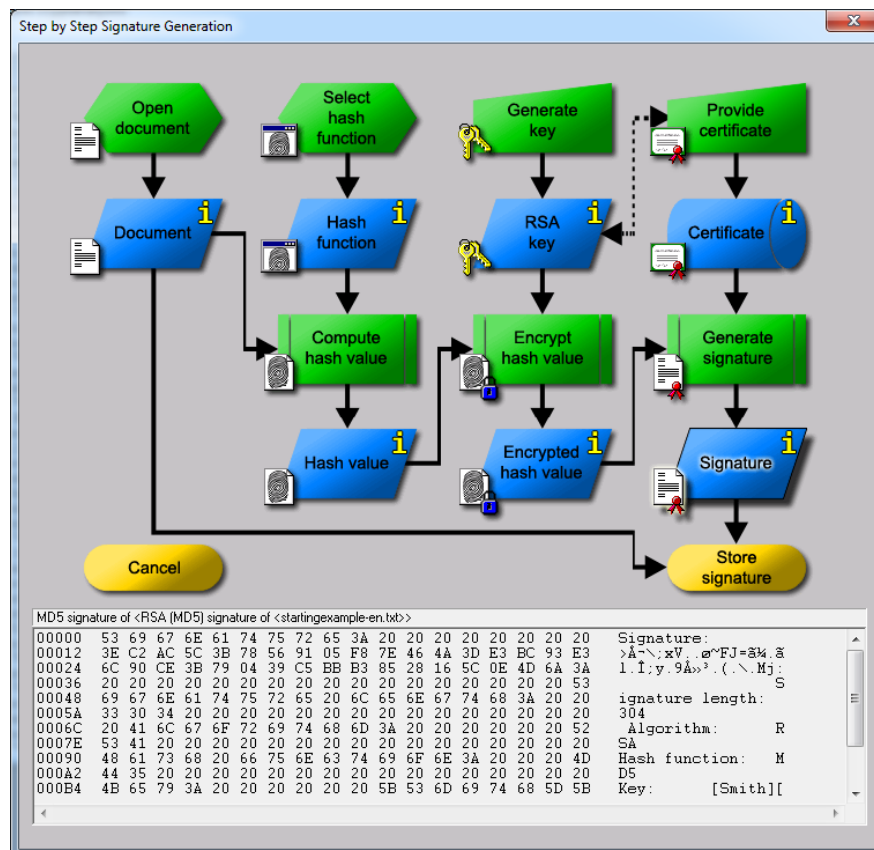 Step by Step Signature Generation
Open
document
Select
hash
function
Generate
key
Provide
certificate
Document
Hash
function
RSA
key
Certificate
Compute
hash value
Encrypt
hash value
Generate
signature
Hash value
Encrypted
hash value
Signature
Cancel
Store
signature
MD5 signature of <RSA (MD5) signature of <startingexample-en.txt>>
00000 53 69 67 6E 61 74 75 72 65 3A 20 20 20 20 20 20 20 20 Signature:
00012 3E C2 AC 5C 3B 78 56 91 05 F8 7E 46 4A 3D E3 BC 93 E3 >Â¬\;xV..ø~FJ=ã¼.ã
00024 6C 90 CE 3B 79 04 39 C5 BB B3 85 28 16 5C 0E 4D 6A 3A l.Î;y.9Å»³.(.\.Mj:
00036 20 20 20 20 20 20 20 20 20 20 20 20 20 20 20 20 20 53 S
00048 69 67 6E 61 74 75 72 65 20 6C 65 6E 67 74 68 3A 20 20 ignature length:
0005A 33 30 34 20 20 20 20 20 20 20 20 20 20 20 20 20 20 20 304
0006C 20 41 6C 67 6F 72 69 74 68 6D 3A 20 20 20 20 20 20 52 Algorithm: R
0007E 53 41 20 20 20 20 20 20 20 20 20 20 20 20 20 20 20 20 SA
00090 48 61 73 68 20 66 75 6E 63 74 69 6F 6E 3A 20 20 20 4D Hash function: M
000A2 44 35 20 20 20 20 20 20 20 20 20 20 20 20 20 20 20 20 D5
000B4 4B 65 79 3A 20 20 20 20 20 20 5B 53 6D 69 74 68 5D 5B Key: [Smith][